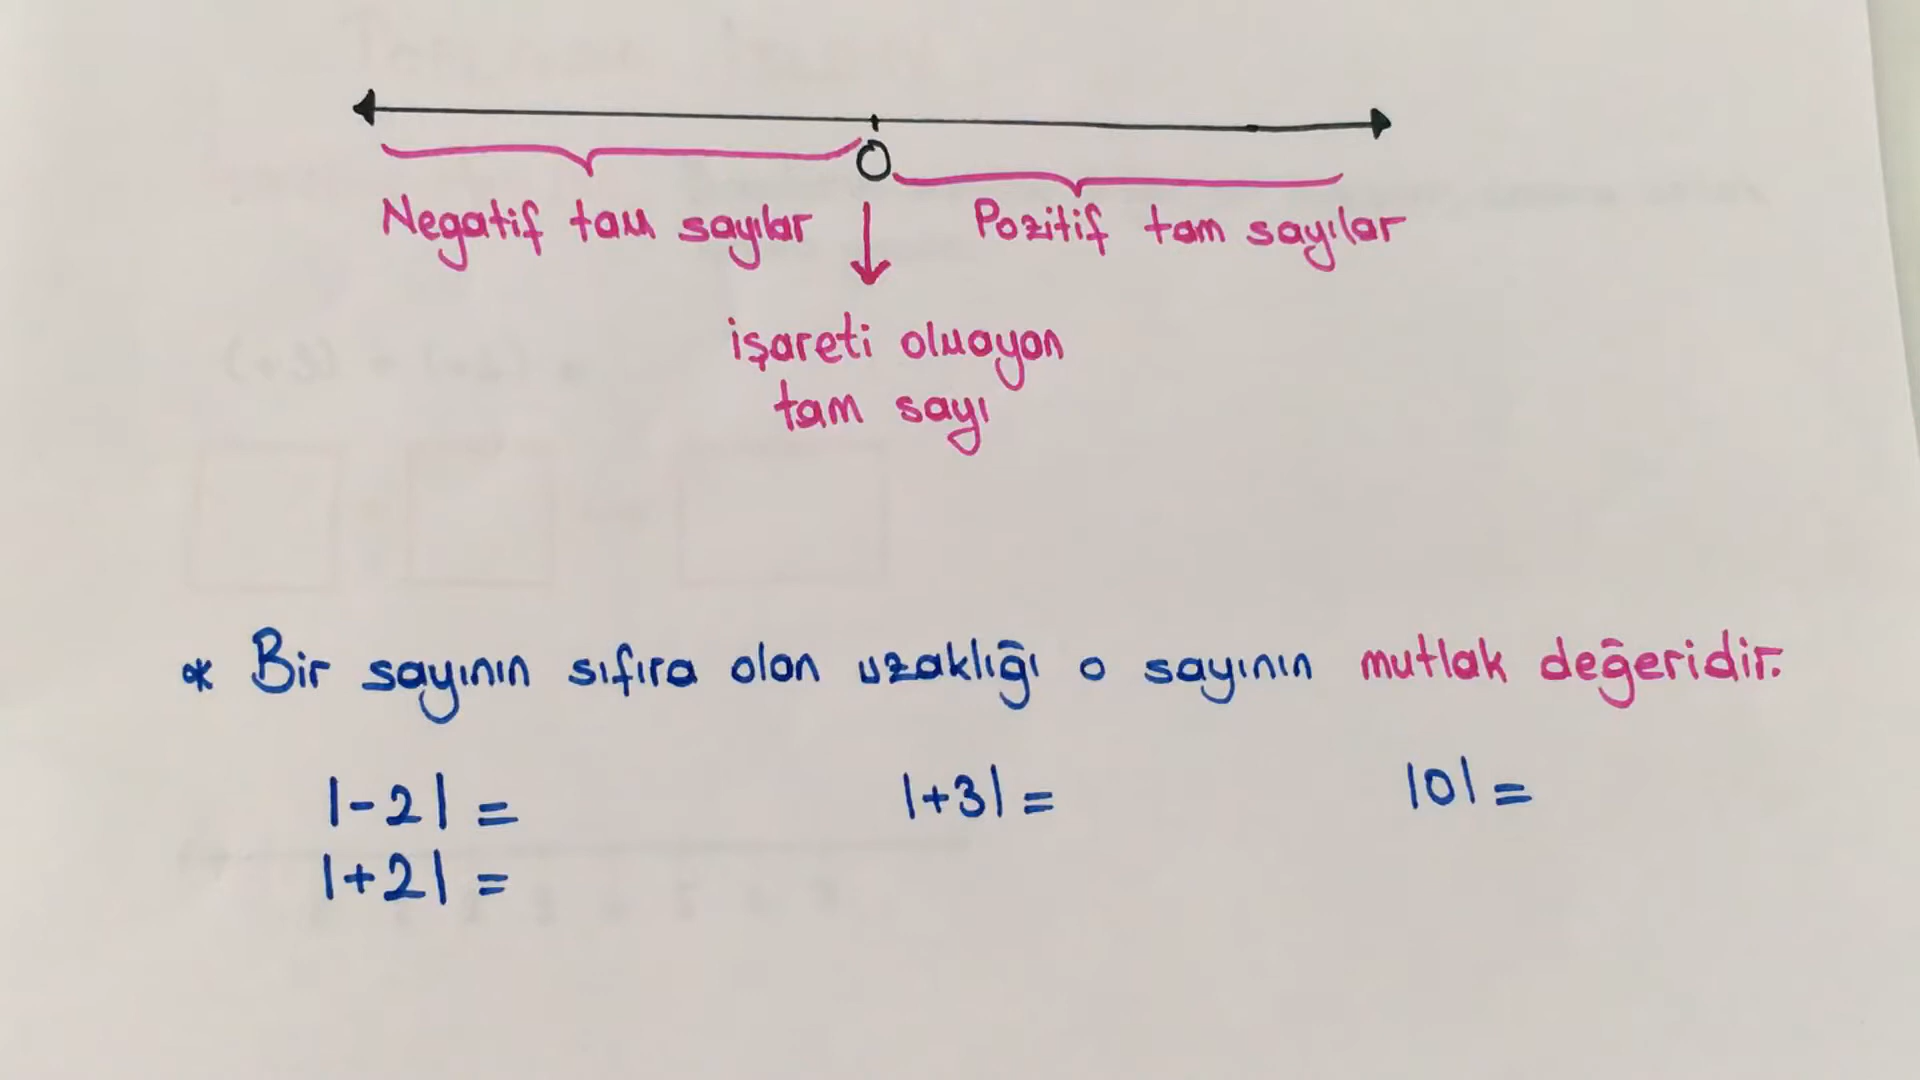 0
Negatif tam sayılar
Pozitif tam sayılar
işareti olmayan
tam sayı
* Bir sayının sıfıra olan uzaklığı o sayının mutlak değeridir.
|-2| =
|+3| =
|0| =
|+2| =